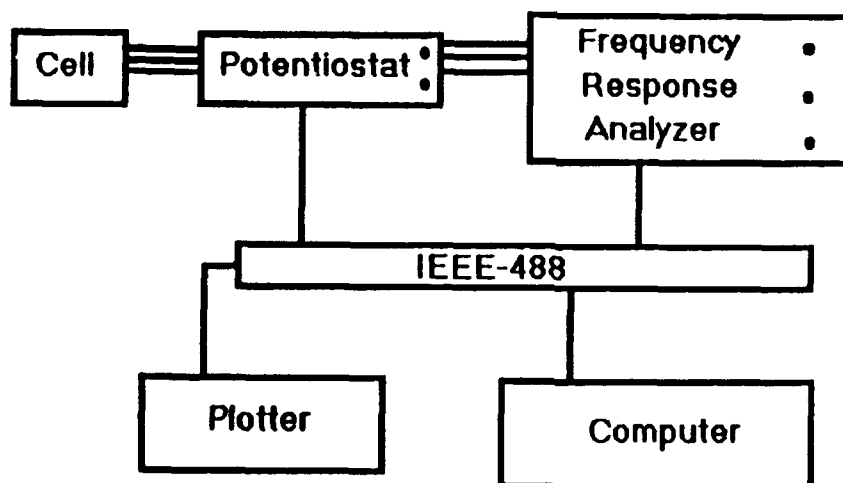 Cell
Potentiostat
Frequency
Response
Analyzer
IEEE-488
Plotter
Computer